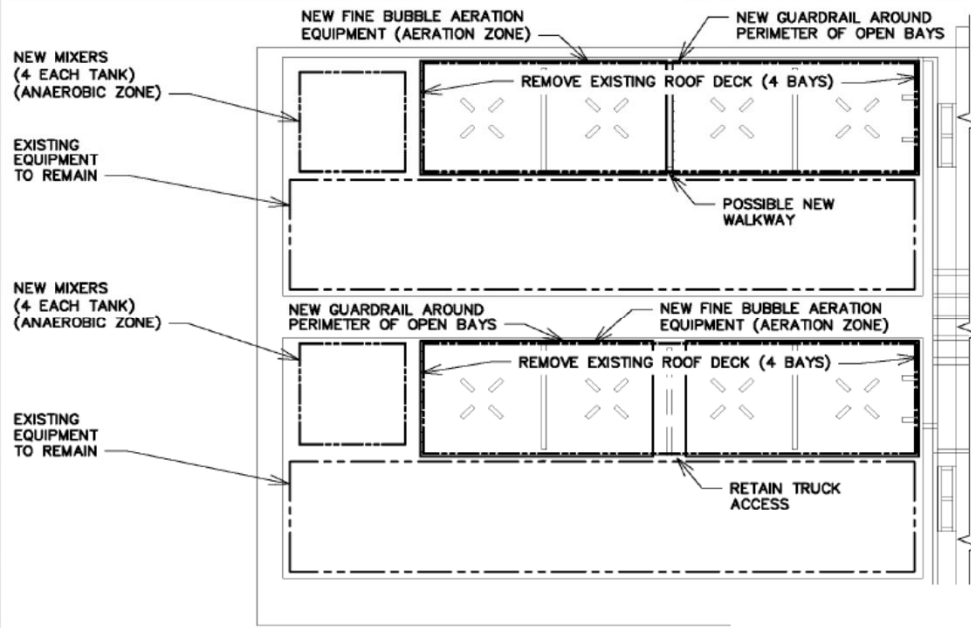 NEW FINE BUBBLE AERATION
EQUIPMENT (AERATION ZONE)
NEW GUARDRAIL AROUND
PERIMETER OF OPEN BAYS
NEW MIXERS
(4 EACH TANK)
(ANAEROBIC ZONE)
REMOVE EXISTING ROOF DECK (4 BAYS)
EXISTING
EQUIPMENT
TO REMAIN
POSSIBLE NEW
WALKWAY
NEW MIXERS
(4 EACH TANK)
(ANAEROBIC ZONE)
NEW GUARDRAIL AROUND
PERIMETER OF OPEN BAYS
NEW FINE BUBBLE AERATION
EQUIPMENT (AERATION ZONE)
REMOVE EXISTING ROOF DECK (4 BAYS)
EXISTING
EQUIPMENT
TO REMAIN
RETAIN TRUCK
ACCESS